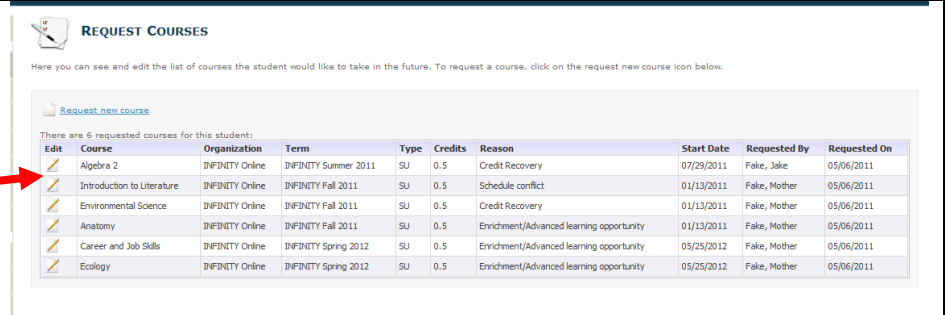 REQUEST COURSES
Here you can see and edit the list of courses the student would like to take in the future. To request a course, click on the request new course icon below.
Request new course
There are 6 requested courses for this student:
Edit Course Organization Term Type Credits Reason Start Date Requested By Requested On
Algebra 2 INFINITY Online INFINITY Summer 2011 SU 0.5 Credit Recovery 07/29/2011 Fake, Jake 05/06/2011
Introduction to Literature INFINITY Online INFINITY Fall 2011 SU 0.5 Schedule conflict 01/13/2011 Fake, Mother 05/06/2011
Environmental Science INFINITY Online INFINITY Fall 2011 SU 0.5 Credit Recovery 01/13/2011 Fake, Mother 05/06/2011
Anatomy INFINITY Online INFINITY Fall 2011 SU 0.5 Enrichment/Advanced learning opportunity 01/13/2011 Fake, Mother 05/06/2011
Career and Job Skills INFINITY Online INFINITY Spring 2012 SU 0.5 Enrichment/Advanced learning opportunity 05/25/2012 Fake, Mother 05/06/2011
Ecology INFINITY Online INFINITY Spring 2012 SU 0.5 Enrichment/Advanced learning opportunity 05/25/2012 Fake, Mother 05/06/2011